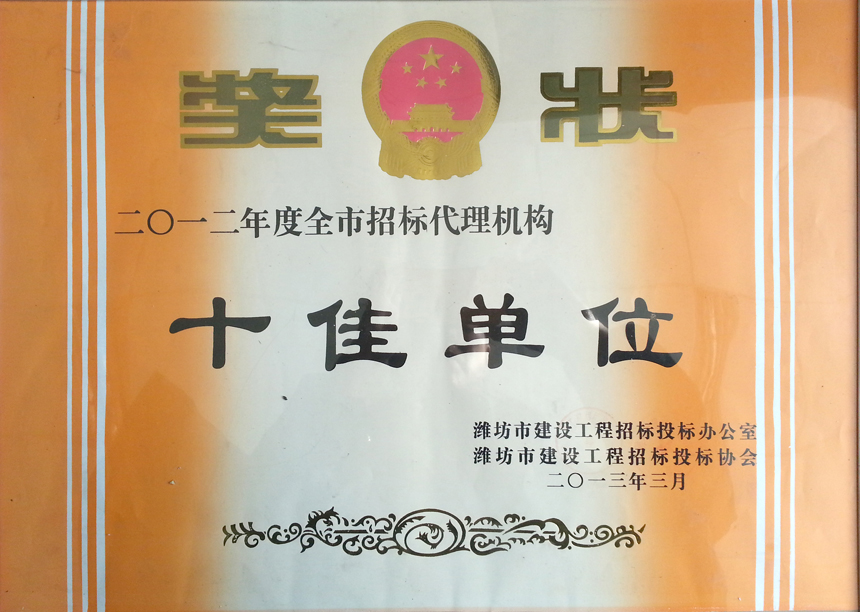 奖状
二〇一二年度全市招标代理机构
十佳单位
潍坊市建设工程招标投标办公室
潍坊市建设工程招标投标协会
二〇一三年三月